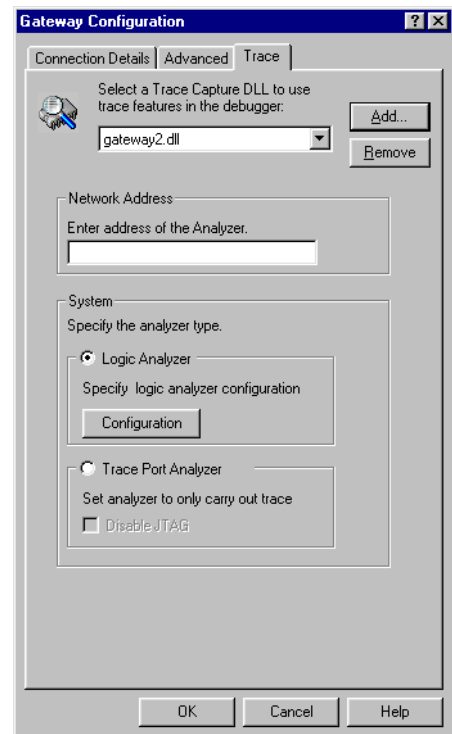 Gateway Configuration
Connection Details
Advanced
Trace
Select a Trace Capture DLL to use
trace features in the debugger:
gateway2.dll
Add...
Remove
Network Address
Enter address of the Analyzer.
System
Specify the analyzer type.
Logic Analyzer
Specify logic analyzer configuration
Configuration
Trace Port Analyzer
Set analyzer to only carry out trace
Disable JTAG
OK
Cancel
Help